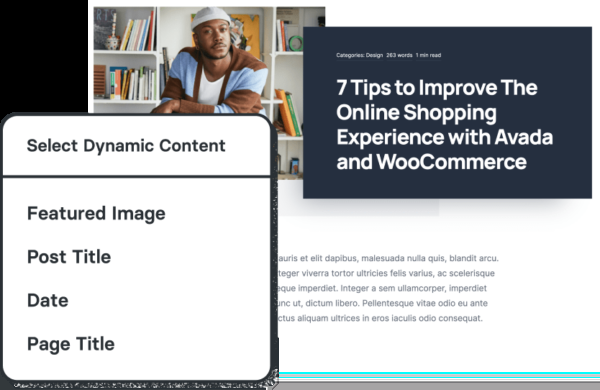 Categories: Design 263 words 1 min read
7 Tips to Improve The
Online Shopping
Experience with Avada
and WooCommerce
Select Dynamic Content
Featured Image
Post Title
Date
Page Title
auris et elit dapibus, malesuada nulla quis, blandit arcu.
teger viverra tortor ultricies felis varius, ac scelerisque
eque imperdiet. Integer a sem ullamcorper, imperdiet
unc ut, dictum libero. Pellentesque vitae odio eu ante
ctus aliquam ultrices in eros iaculis odio consequat.